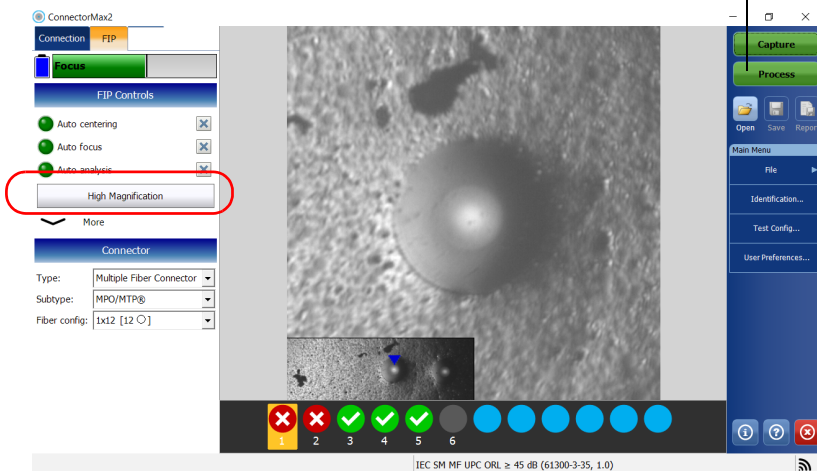 ConnectorMax2
Connection FIP
Focus
FIP Controls
Auto centering
Auto focus
Auto analysis
High Magnification
More
Connector
Type: Multiple Fiber Connector
Subtype: MPO/MTP®
Fiber config: 1x12 [12 O]
1 2 3 4 5 6
Capture
Process
Open Save Repor
Main Menu
File
Identification...
Test Config...
User Preferences...
IEC SM MF UPC ORL ≥ 45 dB (61300-3-35, 1.0)